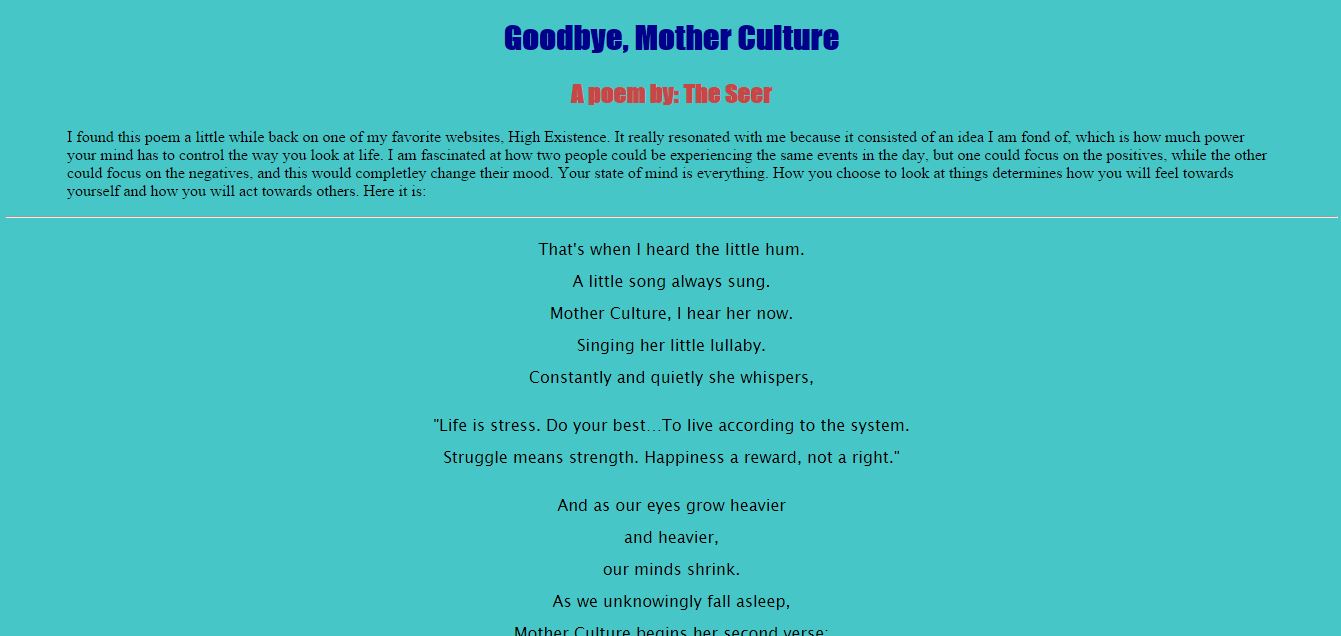 Goodbye, Mother Culture
A poem by: The Seer
I found this poem a little while back on one of my favorite websites, High Existence. It really resonated with me because it consisted of an idea I am fond of, which is how much power
your mind has to control the way you look at life. I am fascinated at how two people could be experiencing the same events in the day, but one could focus on the positives, while the other
could focus on the negatives, and this would completley change their mood. Your state of mind is everything. How you choose to look at things determines how you will feel towards
yourself and how you will act towards others. Here it is:
That's when I heard the little hum.
A little song always sung.
Mother Culture, I hear her now.
Singing her little lullaby.
Constantly and quietly she whispers,
"Life is stress. Do your best…To live according to the system.
Struggle means strength. Happiness a reward, not a right."
And as our eyes grow heavier
and heavier,
our minds shrink.
As we unknowingly fall asleep,
Mother Culture begins her second verse: